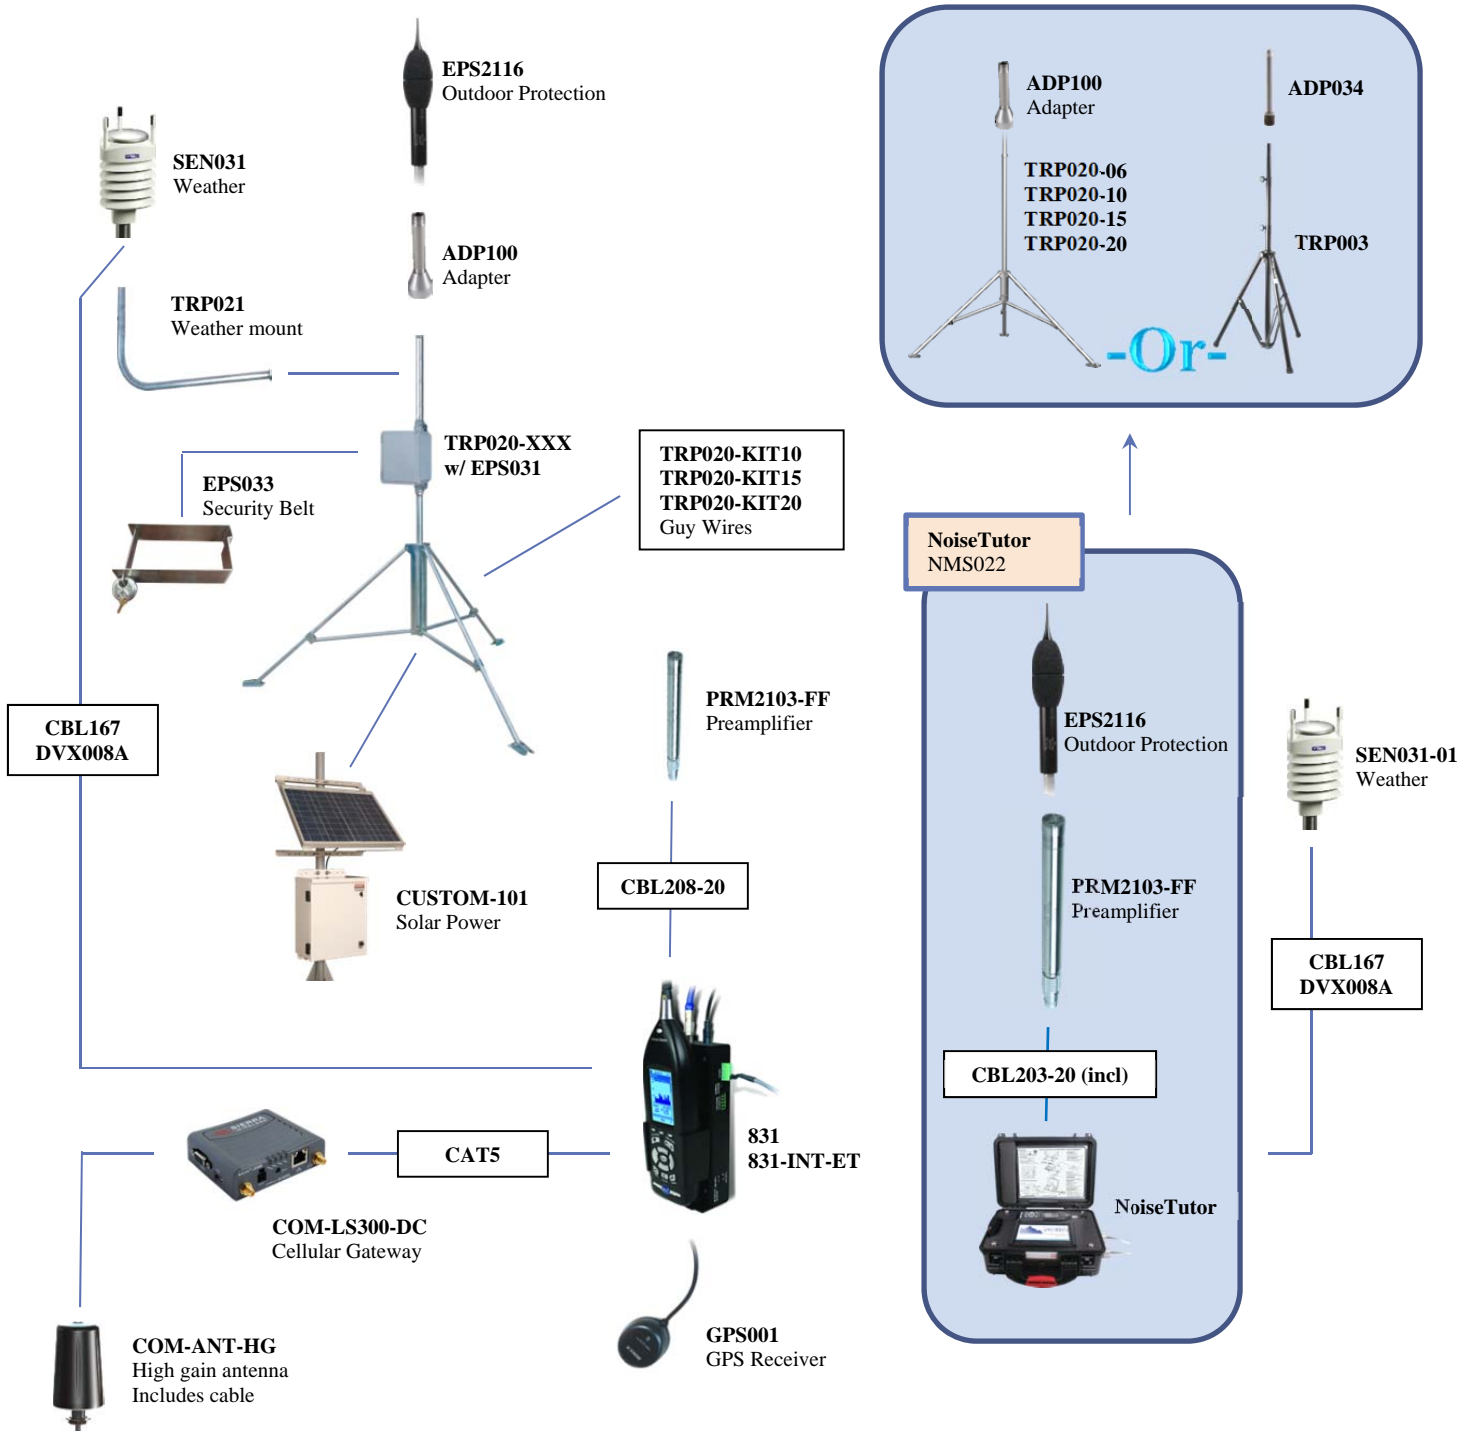 EPS2116
Outdoor Protection
SEN031
Weather
ADP100
Adapter
TRP021
Weather mount
TRP020-XXX
w/ EPS031
EPS033
Security Belt
TRP020-KIT10
TRP020-KIT15
TRP020-KIT20
Guy Wires
CBL167
DVX008A
PRM2103-FF
Preamplifier
CUSTOM-101
Solar Power
CBL208-20
831
831-INT-ET
CAT5
SIERRA
COM-LS300-DC
Cellular Gateway
COM-ANT-HG
High gain antenna
Includes cable
GPS001
GPS Receiver
ADP100
Adapter
ADP034
TRP020-06
TRP020-10
TRP020-15
TRP020-20
TRP003
-Or-
NoiseTutor
NMS022
EPS2116
Outdoor Protection
SEN031-01
Weather
PRM2103-FF
Preamplifier
CBL167
DVX008A
CBL203-20 (incl)
NoiseTutor